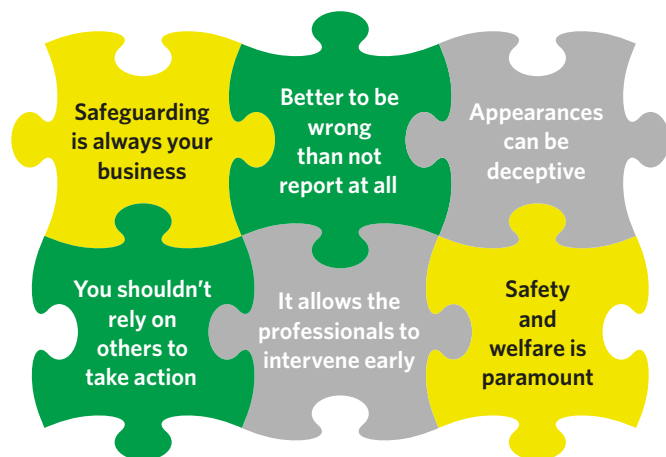 Safeguarding
is always your
business
Better to be
wrong
than not
report at all
Appearances
can be
deceptive
You shouldn't
rely on
others to
take action
It allows the
professionals to
intervene early
Safety
and
welfare is
paramount